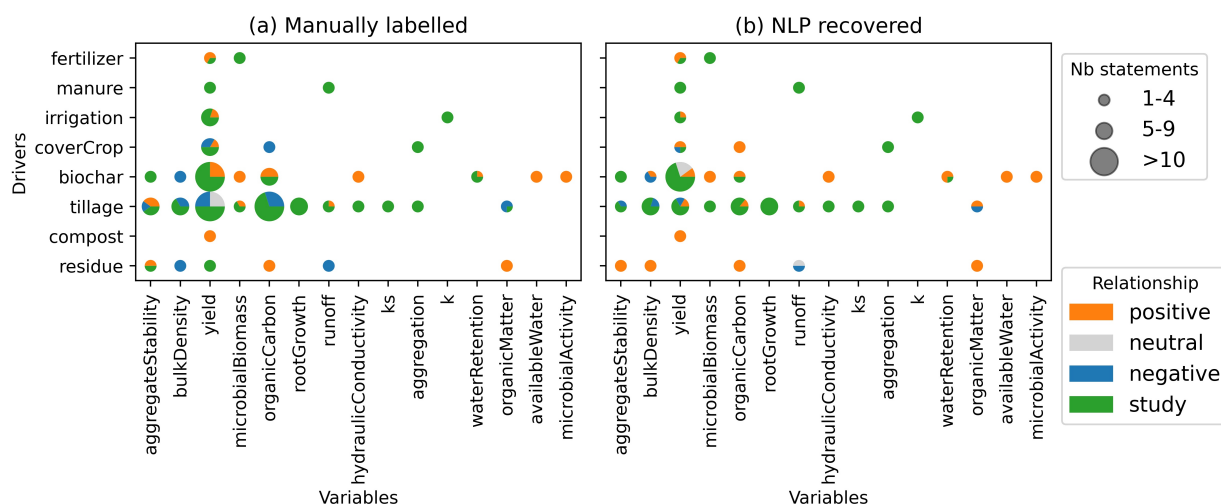 (a) Manually labelled
(b) NLP recovered
Drivers
fertilizer
manure
irrigation
coverCrop
biochar
tillage
compost
residue
aggregateStability
bulkDensity
yield
microbialBiomass
organicCarbon
rootGrowth
runoff
hydraulicConductivity
ks
aggregation
k
waterRetention
organicMatter
availableWater
microbialActivity
Variables
aggregateStability
bulkDensity
yield
microbialBiomass
organicCarbon
rootGrowth
runoff
hydraulicConductivity
ks
aggregation
k
waterRetention
organicMatter
availableWater
microbialActivity
Variables
Nb statements
1-4
5-9
>10
Relationship
positive
neutral
negative
study